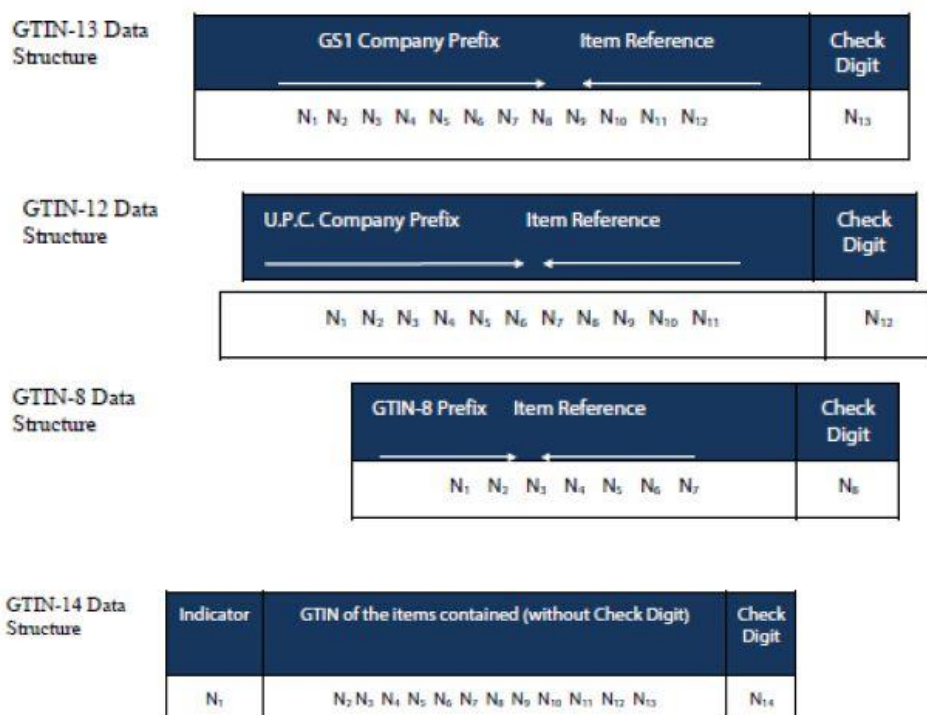 GTIN-13 Data
Structure
GS1 Company Prefix Item Reference Check
Digit
N₁ N₂ N₃ N₄ N₅ N₆ N₇ N₈ N₉ N₁₀ N₁₁ N₁₂ N₁₃
GTIN-12 Data
Structure
U.P.C. Company Prefix Item Reference Check
Digit
N₁ N₂ N₃ N₄ N₅ N₆ N₇ N₈ N₉ N₁₀ N₁₁ N₁₂
GTIN-8 Data
Structure
GTIN-8 Prefix Item Reference Check
Digit
N₁ N₂ N₃ N₄ N₅ N₆ N₇ N₈
GTIN-14 Data
Structure
Indicator GTIN of the items contained (without Check Digit) Check
Digit
N₁ N₂ N₃ N₄ N₅ N₆ N₇ N₈ N₉ N₁₀ N₁₁ N₁₂ N₁₃ N₁₄